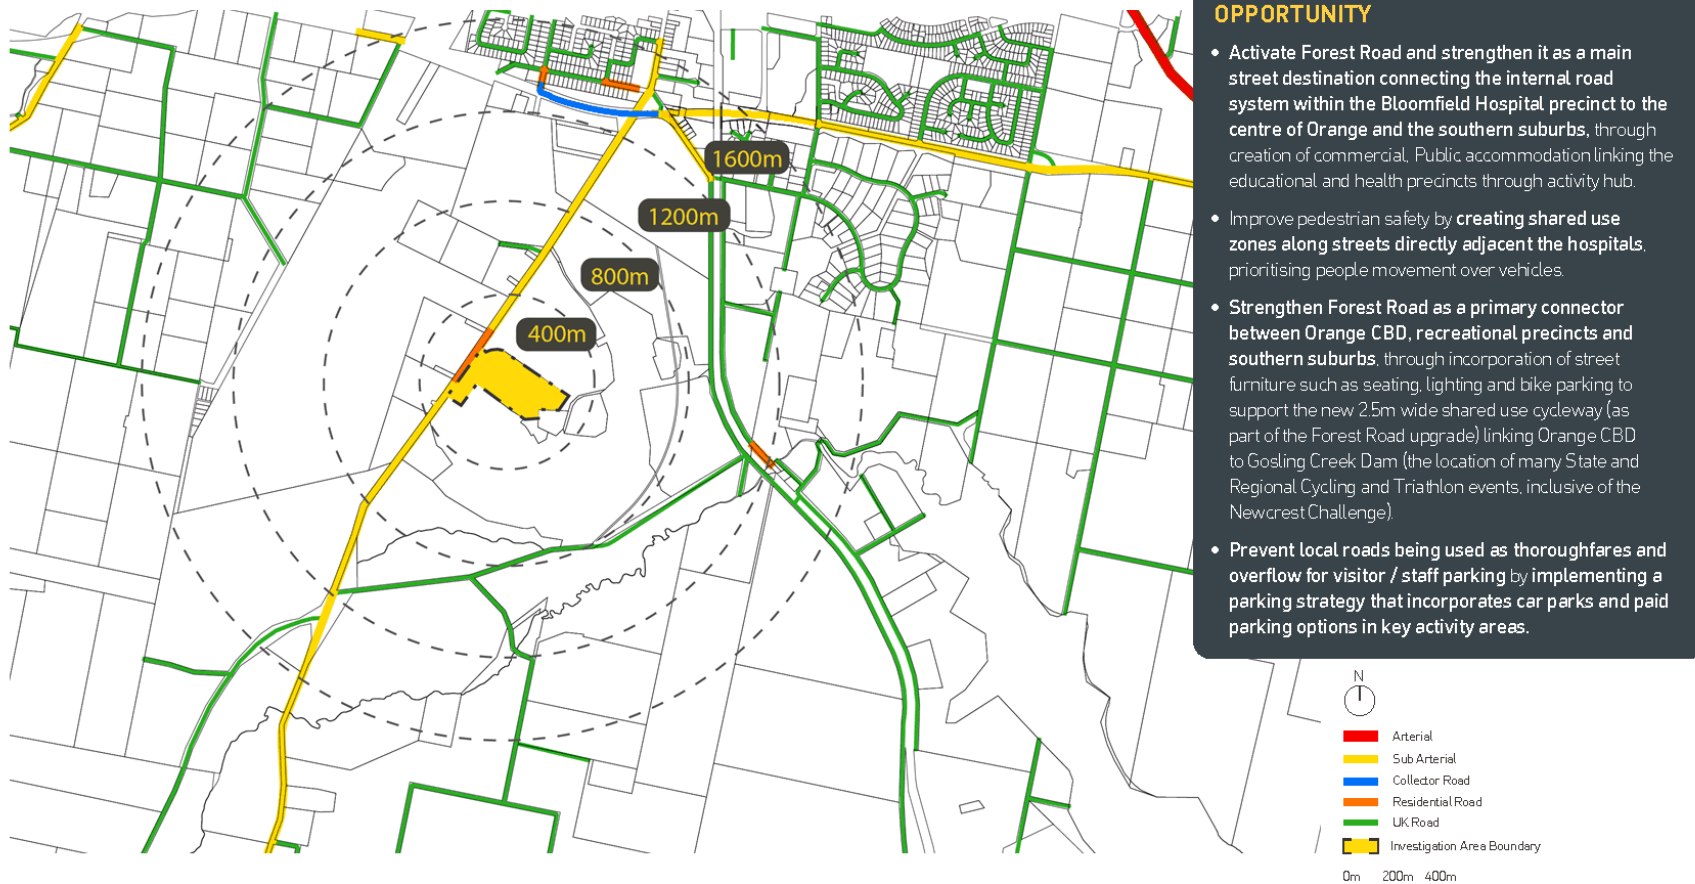 OPPORTUNITY
• Activate Forest Road and strengthen it as a main
street destination connecting the internal road
system within the Bloomfield Hospital precinct to the
centre of Orange and the southern suburbs, through
creation of commercial, Public accommodation linking the
educational and health precincts through activity hub.
• Improve pedestrian safety by creating shared use
zones along streets directly adjacent the hospitals,
prioritising people movement over vehicles.
• Strengthen Forest Road as a primary connector
between Orange CBD, recreational precincts and
southern suburbs, through incorporation of street
furniture such as seating, lighting and bike parking to
support the new 2.5m wide shared use cycleway (as
part of the Forest Road upgrade) linking Orange CBD
to Gosling Creek Dam (the location of many State and
Regional Cycling and Triathlon events, inclusive of the
Newcrest Challenge).
• Prevent local roads being used as thoroughfares and
overflow for visitor / staff parking by implementing a
parking strategy that incorporates car parks and paid
parking options in key activity areas.
1600m
1200m
800m
400m
N
Arterial
Sub Arterial
Collector Road
Residential Road
UK Road
Investigation Area Boundary
0m 200m 400m